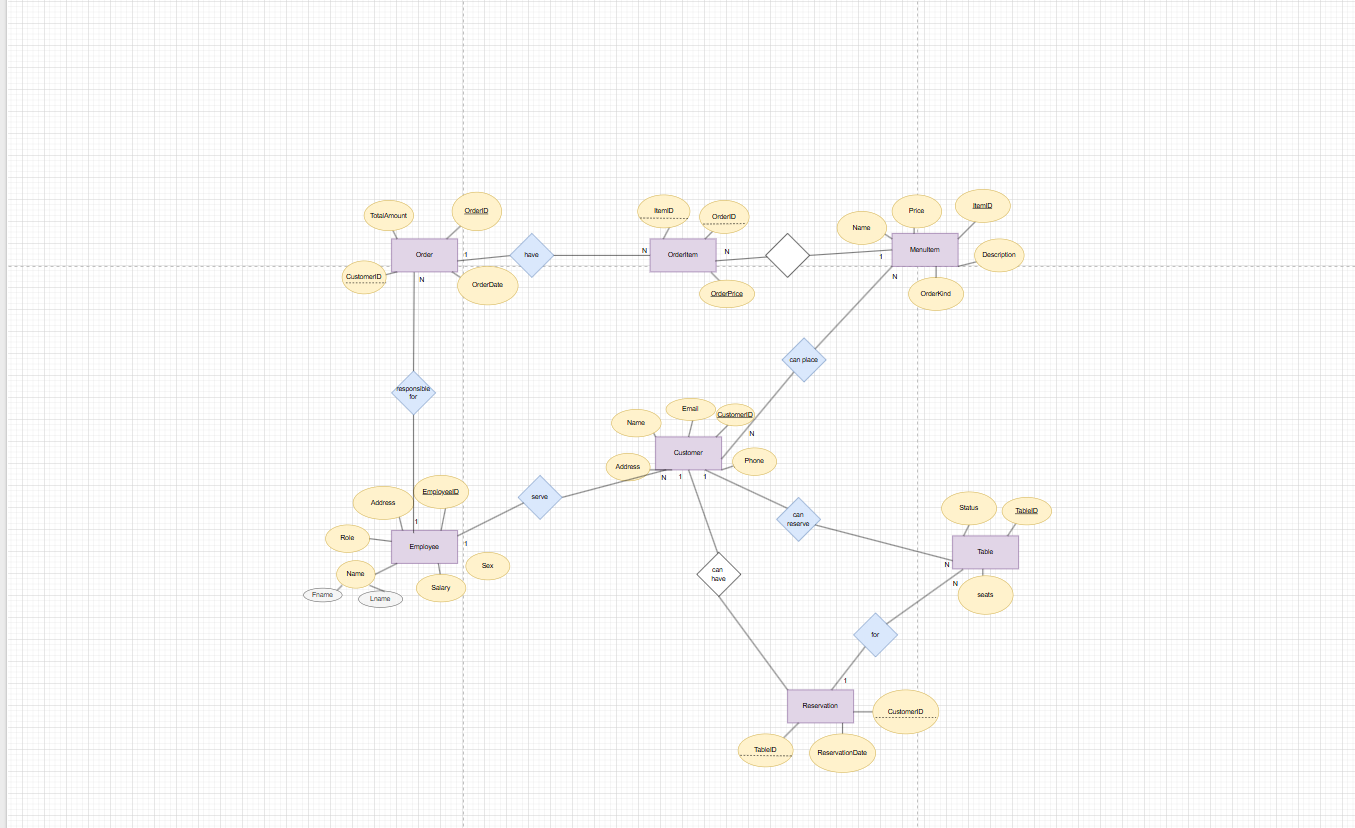 TotalAmount
OrderID
Order
CustomerID
OrderDate
1
N
have
N
ItemID
OrderID
OrderItem
N
OrderPrice
1
Name
Price
ItemID
ManuItem
Description
OrderKind
N
can place
N
responsible
for
1
Name
Email
CustomerID
Customer
Address
Phone
N
1
1
serve
Address
EmployeeID
Role
Employee
1
Name
Fname
Lname
Salary
Sex
can
reserve
can
have
Status
TableID
Table
N
N
seats
for
1
Reservation
CustomerID
TableID
ReservationDate